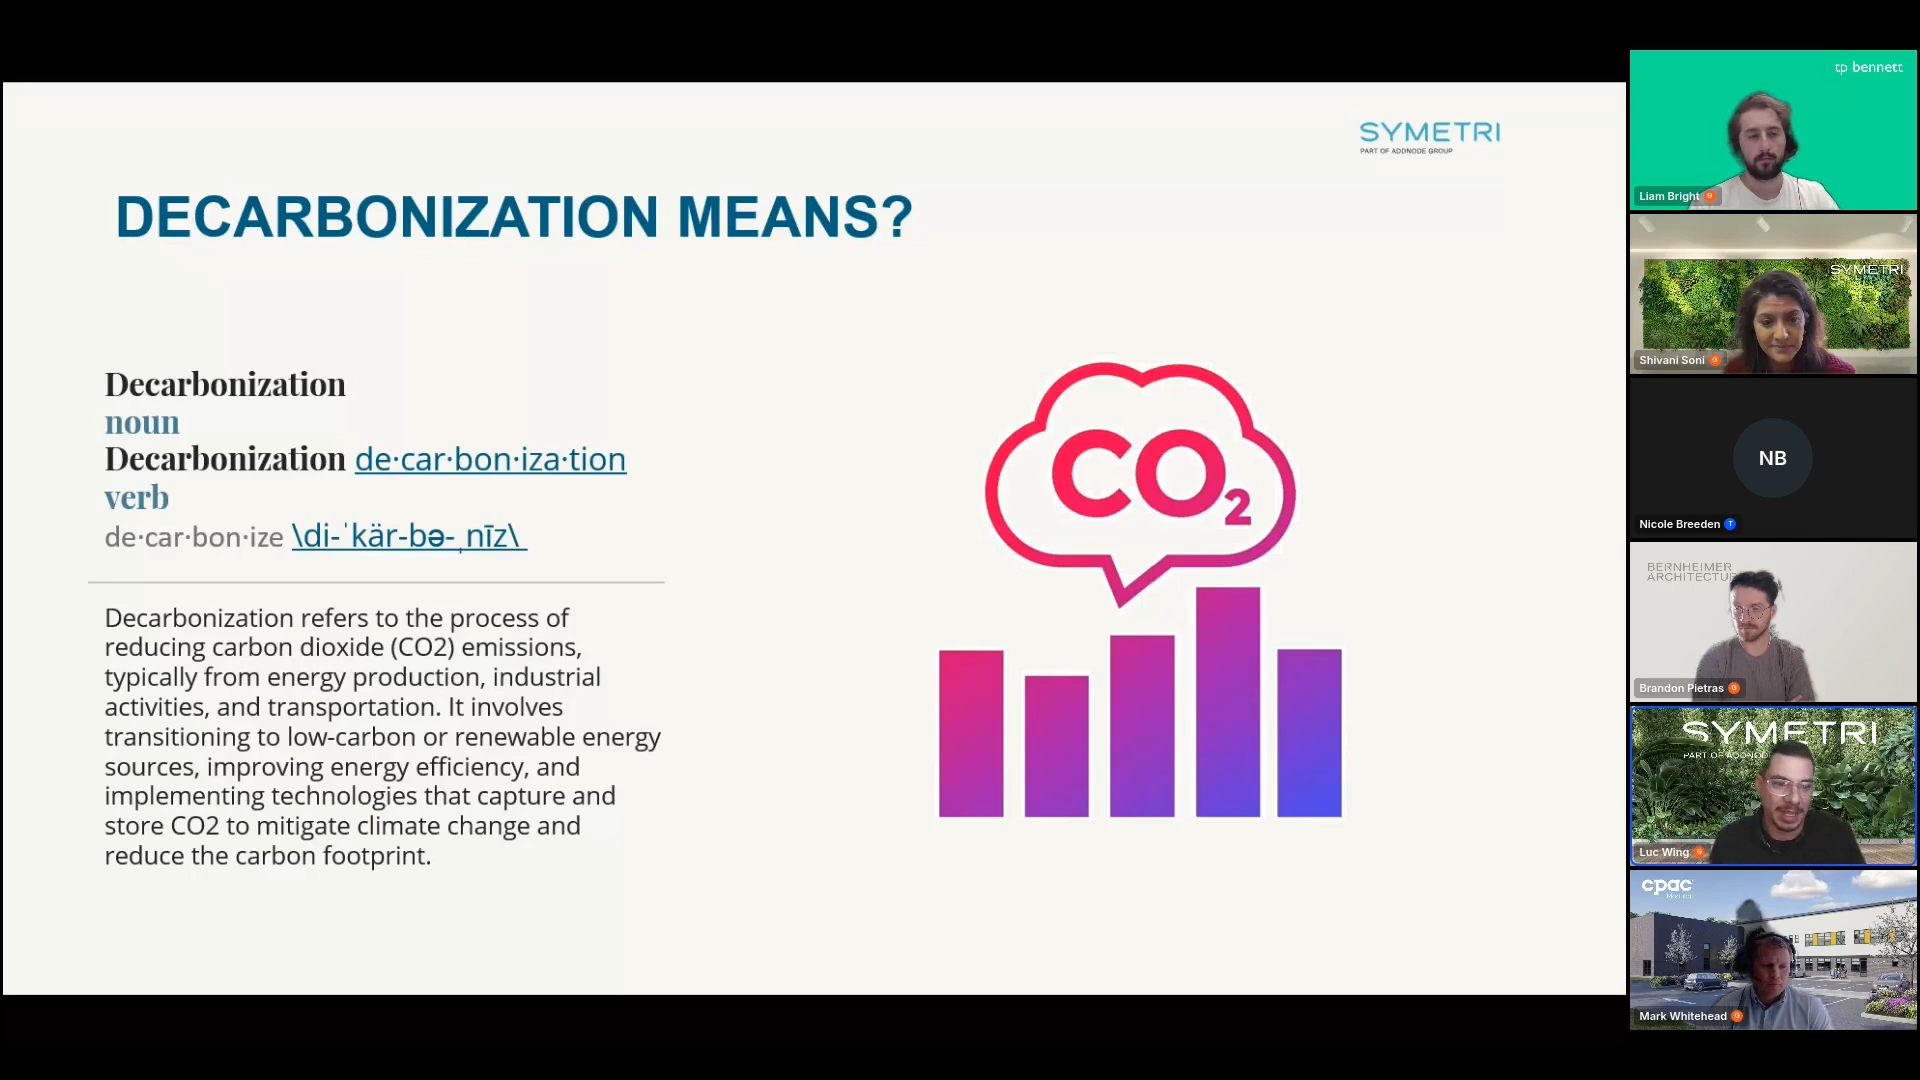 SYMETRI
PART OF ADDNODE GROUP
DECARBONIZATION MEANS?
Decarbonization
noun
Decarbonization de·car·bon·iza·tion
verb
de·car·bon·ize \di-ˈkär-bə-ˌnīz\
Decarbonization refers to the process of
reducing carbon dioxide (CO2) emissions,
typically from energy production, industrial
activities, and transportation. It involves
transitioning to low-carbon or renewable energy
sources, improving energy efficiency, and
implementing technologies that capture and
store CO2 to mitigate climate change and
reduce the carbon footprint.
CO2
tp bennett
Liam Bright G
SYMETRI
Shivani Soni G
NB
Nicole Breeden T
BERNHEIMER
ARCHITECTU
Brandon Pietras G
SYMETRI
PART OF ADDNOD
Luc Wing G
cpac
Mark Whitehead G